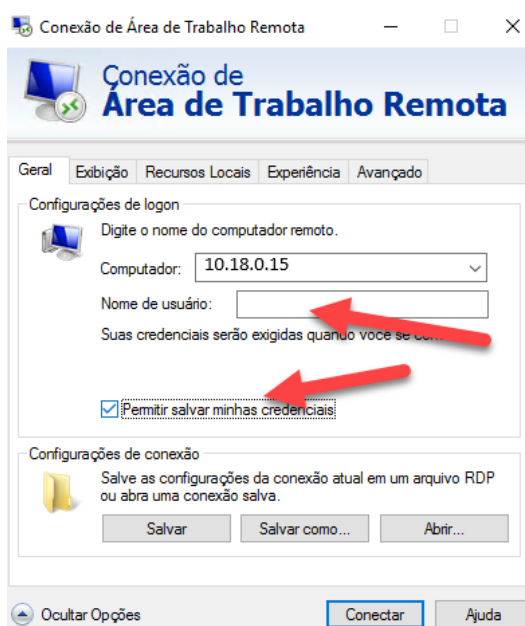 Conexão de Área de Trabalho Remota
Conexão de
Área de Trabalho Remota
Geral Exibição Recursos Locais Experiência Avançado
Configurações de logon
Digite o nome do computador remoto.
Computador: 10.18.0.15
Nome de usuário:
Suas credenciais serão exigidas quando você se
Permitir salvar minhas credenciais
Configurações de conexão
Salve as configurações da conexão atual em um arquivo RDP
ou abra uma conexão salva.
Salvar Salvar como... Abrir...
Ocultar Opções Conectar Ajuda